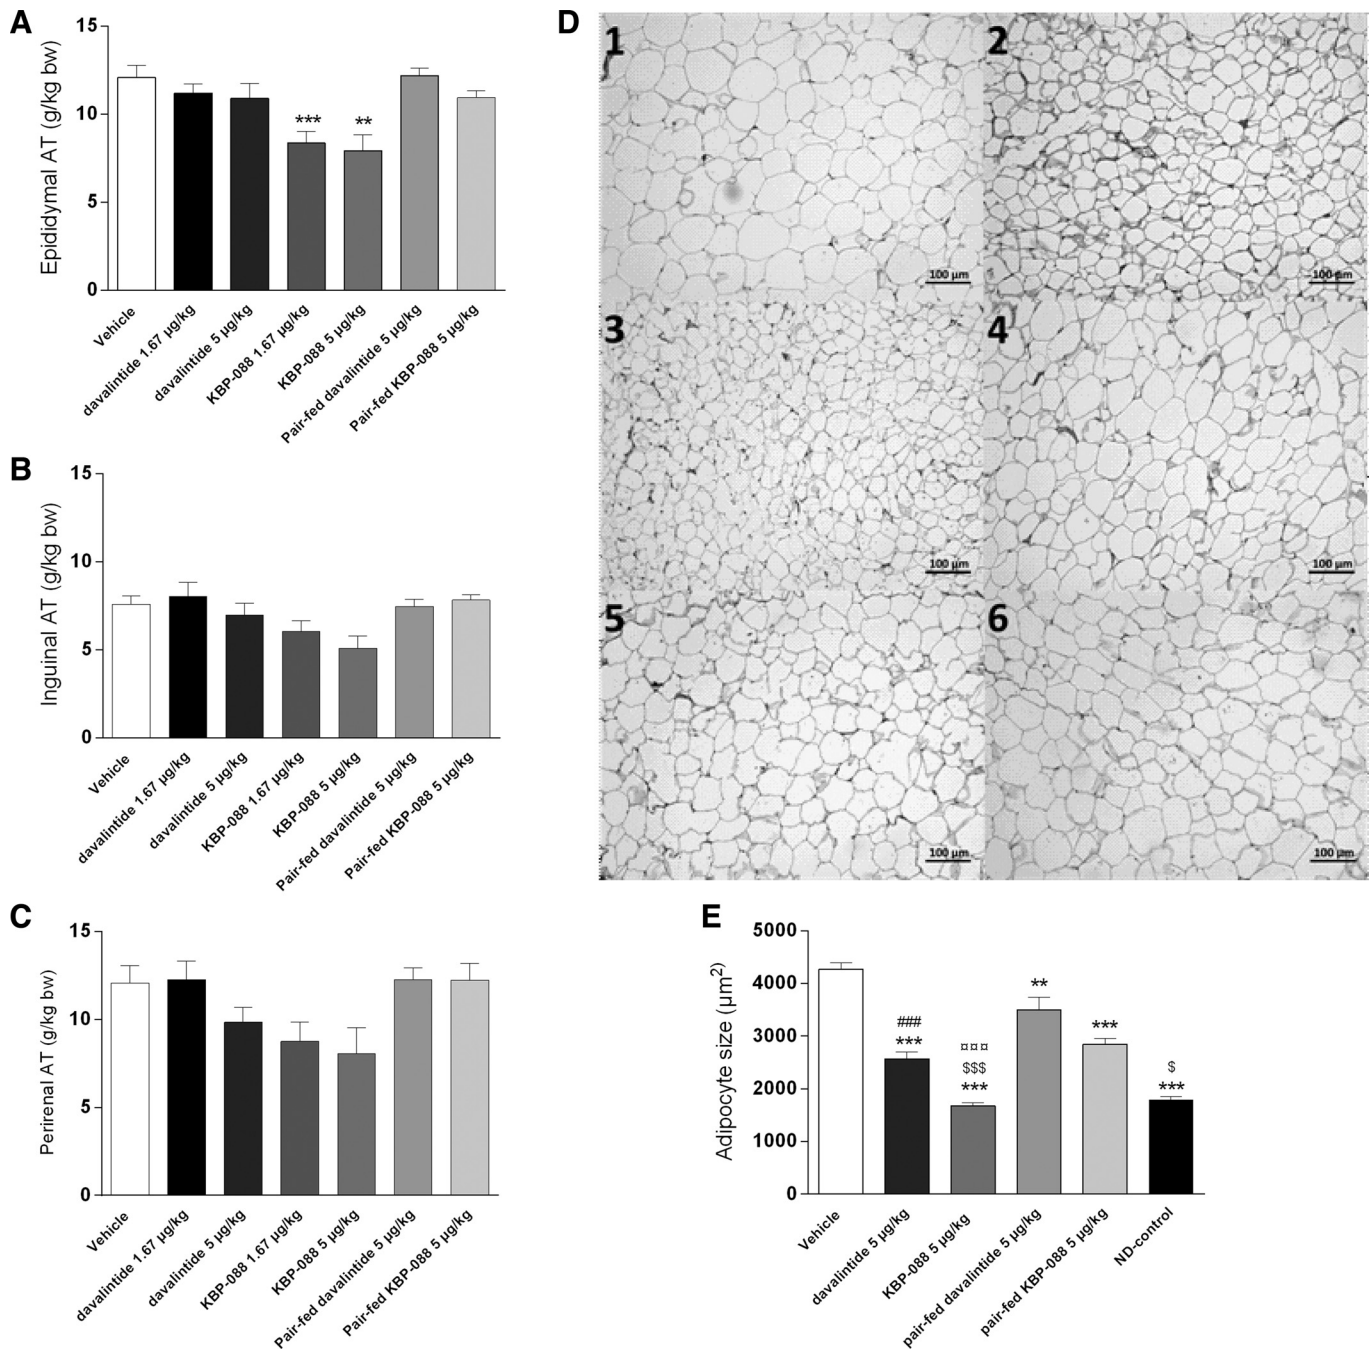 A
Epididymal AT (g/kg bw)
15
10
5
0
***
**
Vehicle
davalintide 1.67 µg/kg
davalintide 5 µg/kg
KBP-088 1.67 µg/kg
KBP-088 5 µg/kg
Pair-fed davalintide 5 µg/kg
Pair-fed KBP-088 5 µg/kg
B
Inguinal AT (g/kg bw)
15
10
5
0
Vehicle
davalintide 1.67 µg/kg
davalintide 5 µg/kg
KBP-088 1.67 µg/kg
KBP-088 5 µg/kg
Pair-fed davalintide 5 µg/kg
Pair-fed KBP-088 5 µg/kg
C
Perirenal AT (g/kg bw)
15
10
5
0
Vehicle
davalintide 1.67 µg/kg
davalintide 5 µg/kg
KBP-088 1.67 µg/kg
KBP-088 5 µg/kg
Pair-fed davalintide 5 µg/kg
Pair-fed KBP-088 5 µg/kg
D
1
100 µm
2
100 µm
3
100 µm
4
100 µm
5
100 µm
6
100 µm
E
Adipocyte size (µm²)
5000
4000
3000
2000
1000
0
###
***
¤¤¤
$$$
***
**
***
$
***
Vehicle
davalintide 5 µg/kg
KBP-088 5 µg/kg
pair-fed davalintide 5 µg/kg
pair-fed KBP-088 5 µg/kg
ND-control